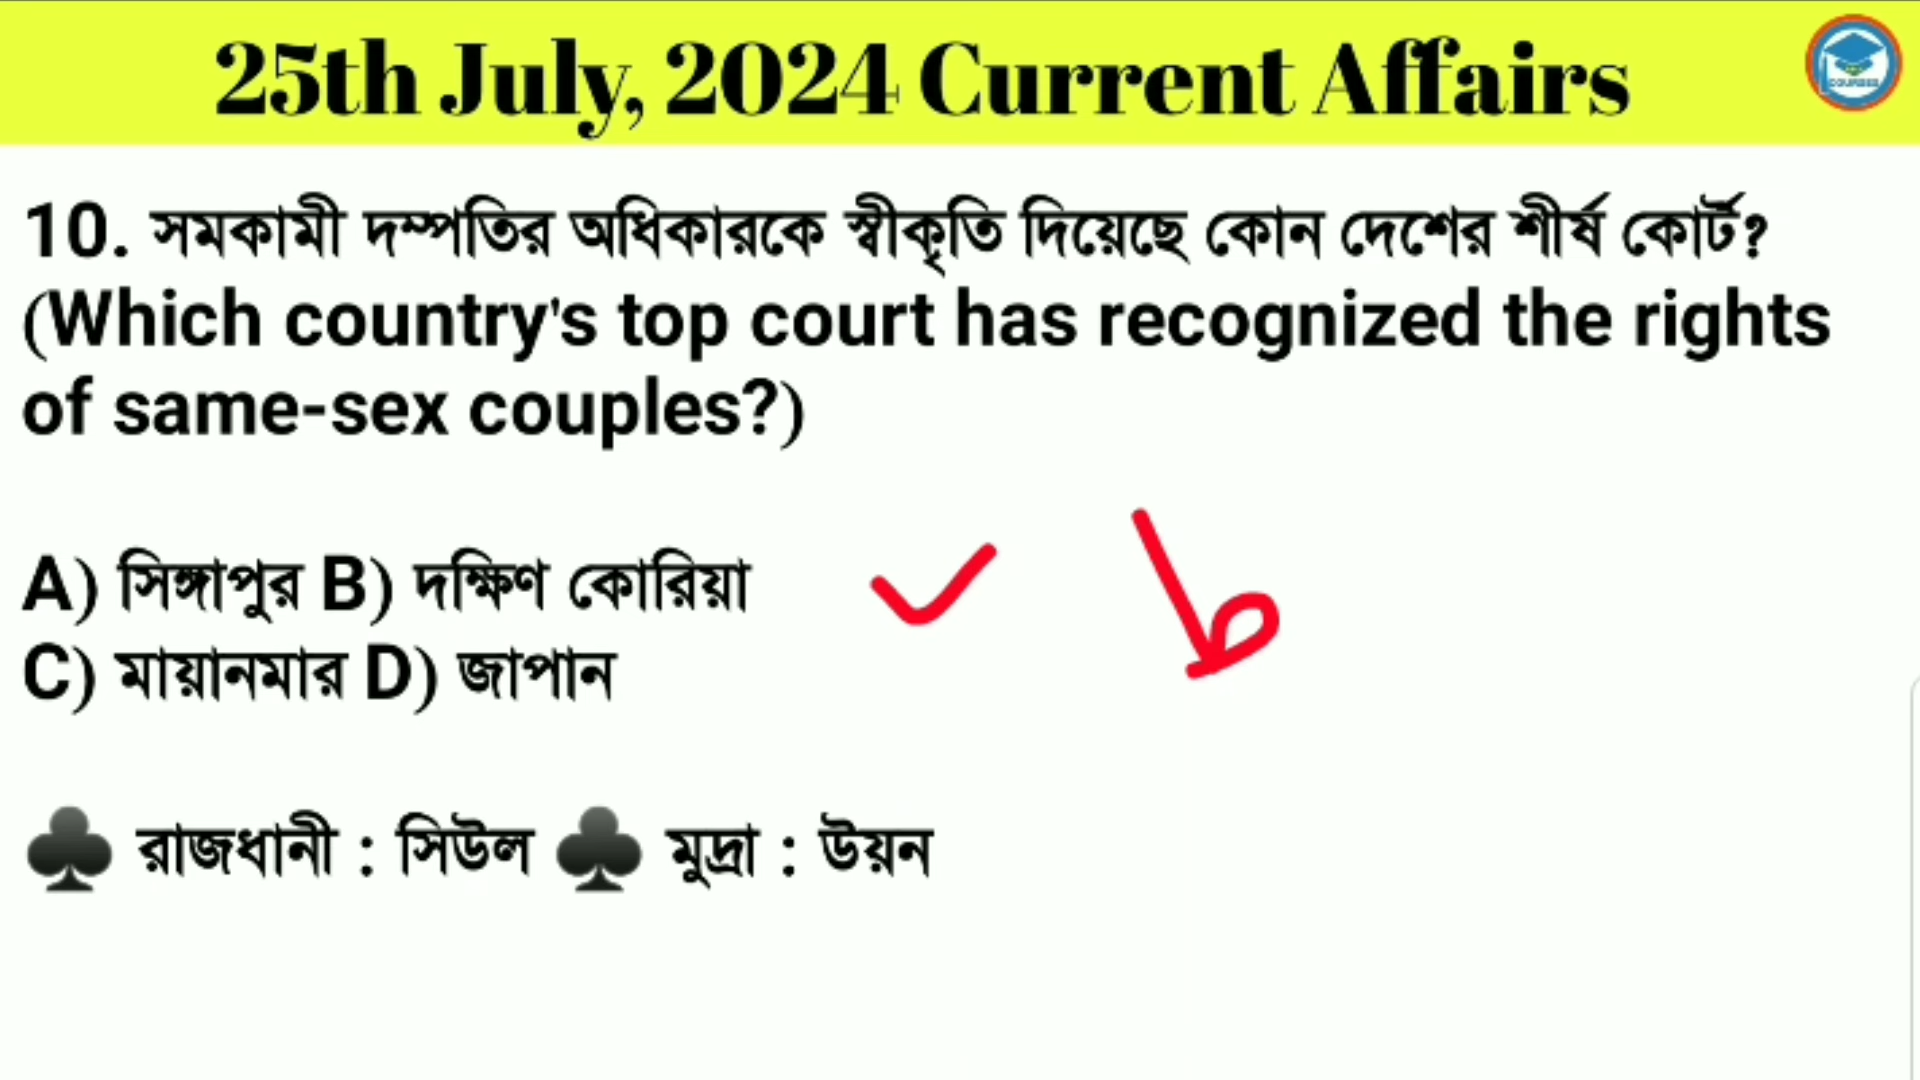 25th July, 2024 Current Affairs
COURSES
10. সমকামী দম্পতির অধিকারকে স্বীকৃতি দিয়েছে কোন দেশের শীর্ষ কোর্ট?
(Which country's top court has recognized the rights
of same-sex couples?)
A) সিঙ্গাপুর B) দক্ষিণ কোরিয়া
b
C) মায়ানমার D) জাপান
♣ রাজধানী : সিউল ♣ মুদ্রা : উয়ন